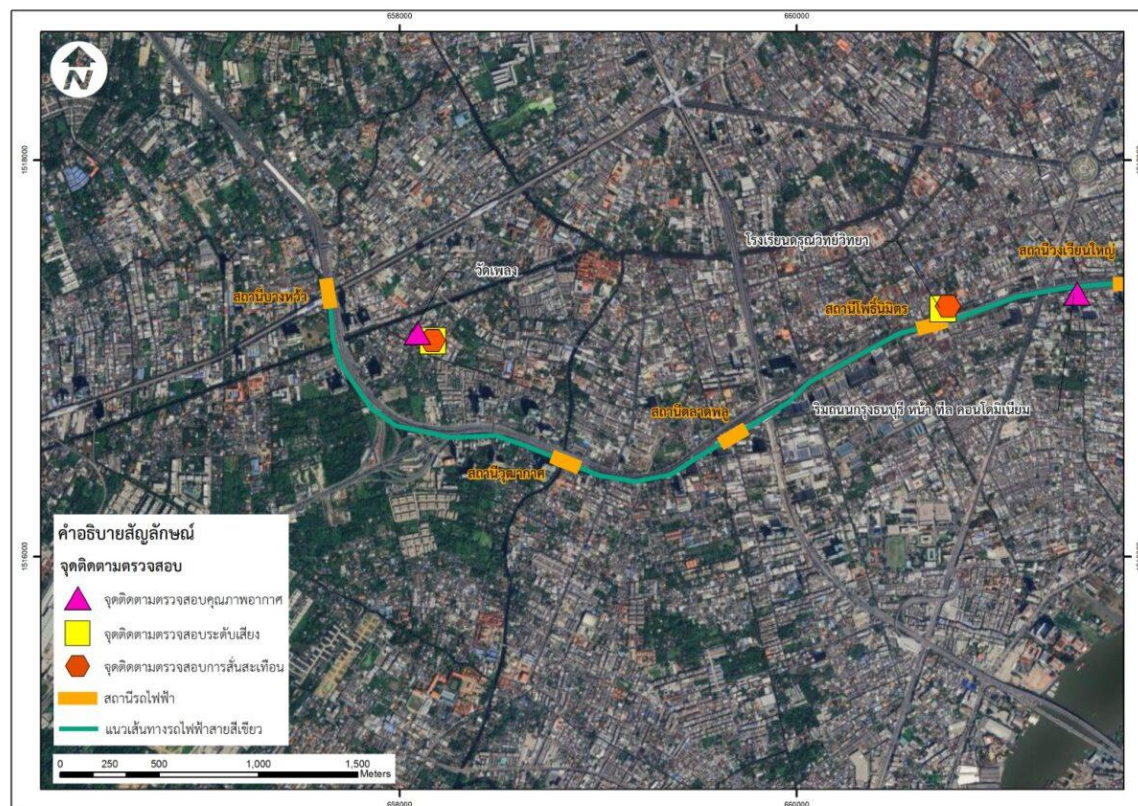 658000
660000
N
1518000
โรงเรียนดรุณวิทย์วิทยา
สถานีวงเวียนใหญ่
วัดเพลง
สถานีบางหว้า
สถานีโพธิ์นิมิตร
สถานีตลาดพลู
ริมถนนกรุงธนบุรี หน้า ทีล คอนโดมิเนียม
สถานีวุฒากาศ
คำอธิบายสัญลักษณ์
จุดติดตามตรวจสอบ
จุดติดตามตรวจสอบคุณภาพอากาศ
จุดติดตามตรวจสอบระดับเสียง
จุดติดตามตรวจสอบการสั่นสะเทือน
สถานีรถไฟฟ้า
แนวเส้นทางรถไฟฟ้าสายสีเขียว
1516000
0 250 500 1,000 1,500
Meters
658000
660000